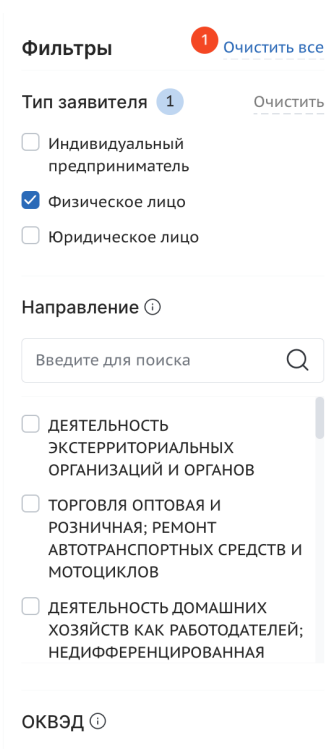 Фильтры
1
Очистить все
Тип заявителя 1
Очистить
Индивидуальный
предприниматель
Физическое лицо
Юридическое лицо
Направление
Введите для поиска
ДЕЯТЕЛЬНОСТЬ
ЭКСТЕРРИТОРИАЛЬНЫХ
ОРГАНИЗАЦИЙ И ОРГАНОВ
ТОРГОВЛЯ ОПТОВАЯ И
РОЗНИЧНАЯ; РЕМОНТ
АВТОТРАНСПОРТНЫХ СРЕДСТВ И
МОТОЦИКЛОВ
ДЕЯТЕЛЬНОСТЬ ДОМАШНИХ
ХОЗЯЙСТВ КАК РАБОТОДАТЕЛЕЙ;
НЕДИФФЕРЕНЦИРОВАННАЯ
ОКВЭД